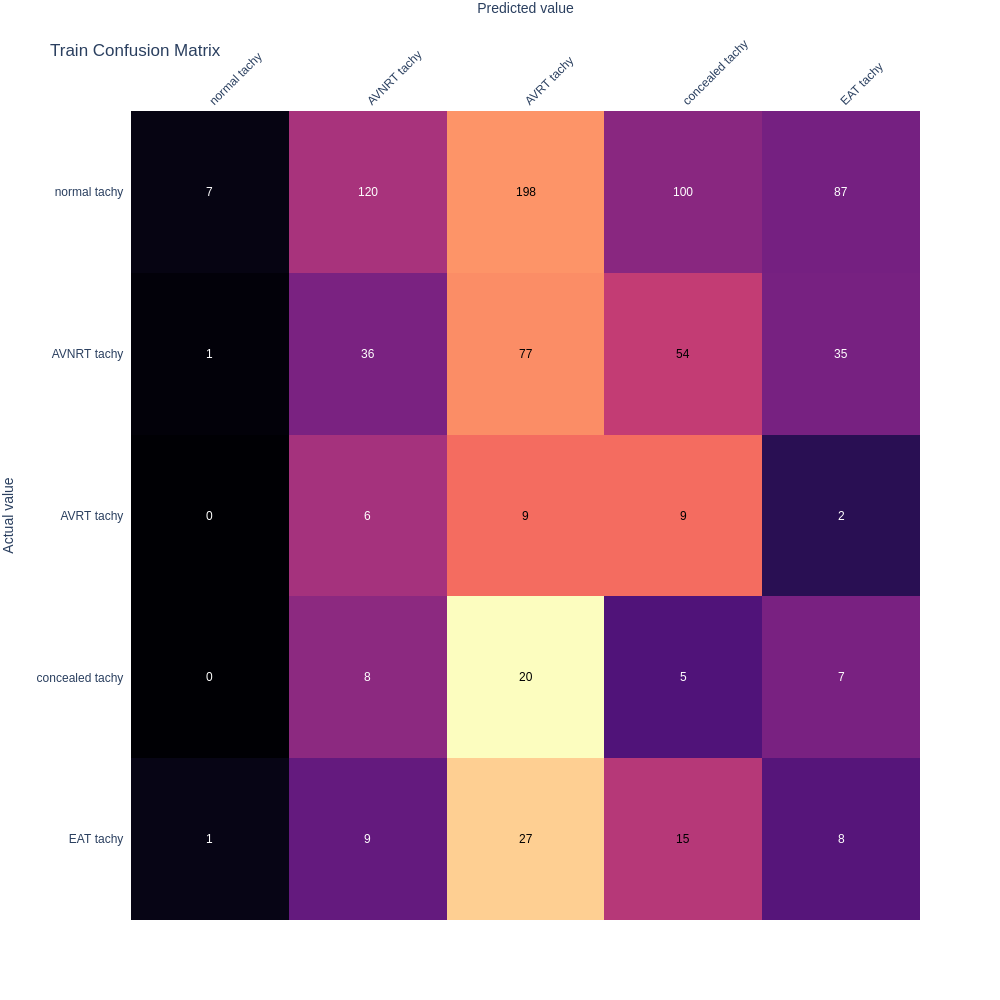 Predicted value
Train Confusion Matrix
normal tachy
AVNRT tachy
AVRT tachy
concealed tachy
EAT tachy
normal tachy
7
120
198
100
87
AVNRT tachy
1
36
77
54
35
Actual value
AVRT tachy
0
6
9
9
2
concealed tachy
0
8
20
5
7
EAT tachy
1
9
27
15
8